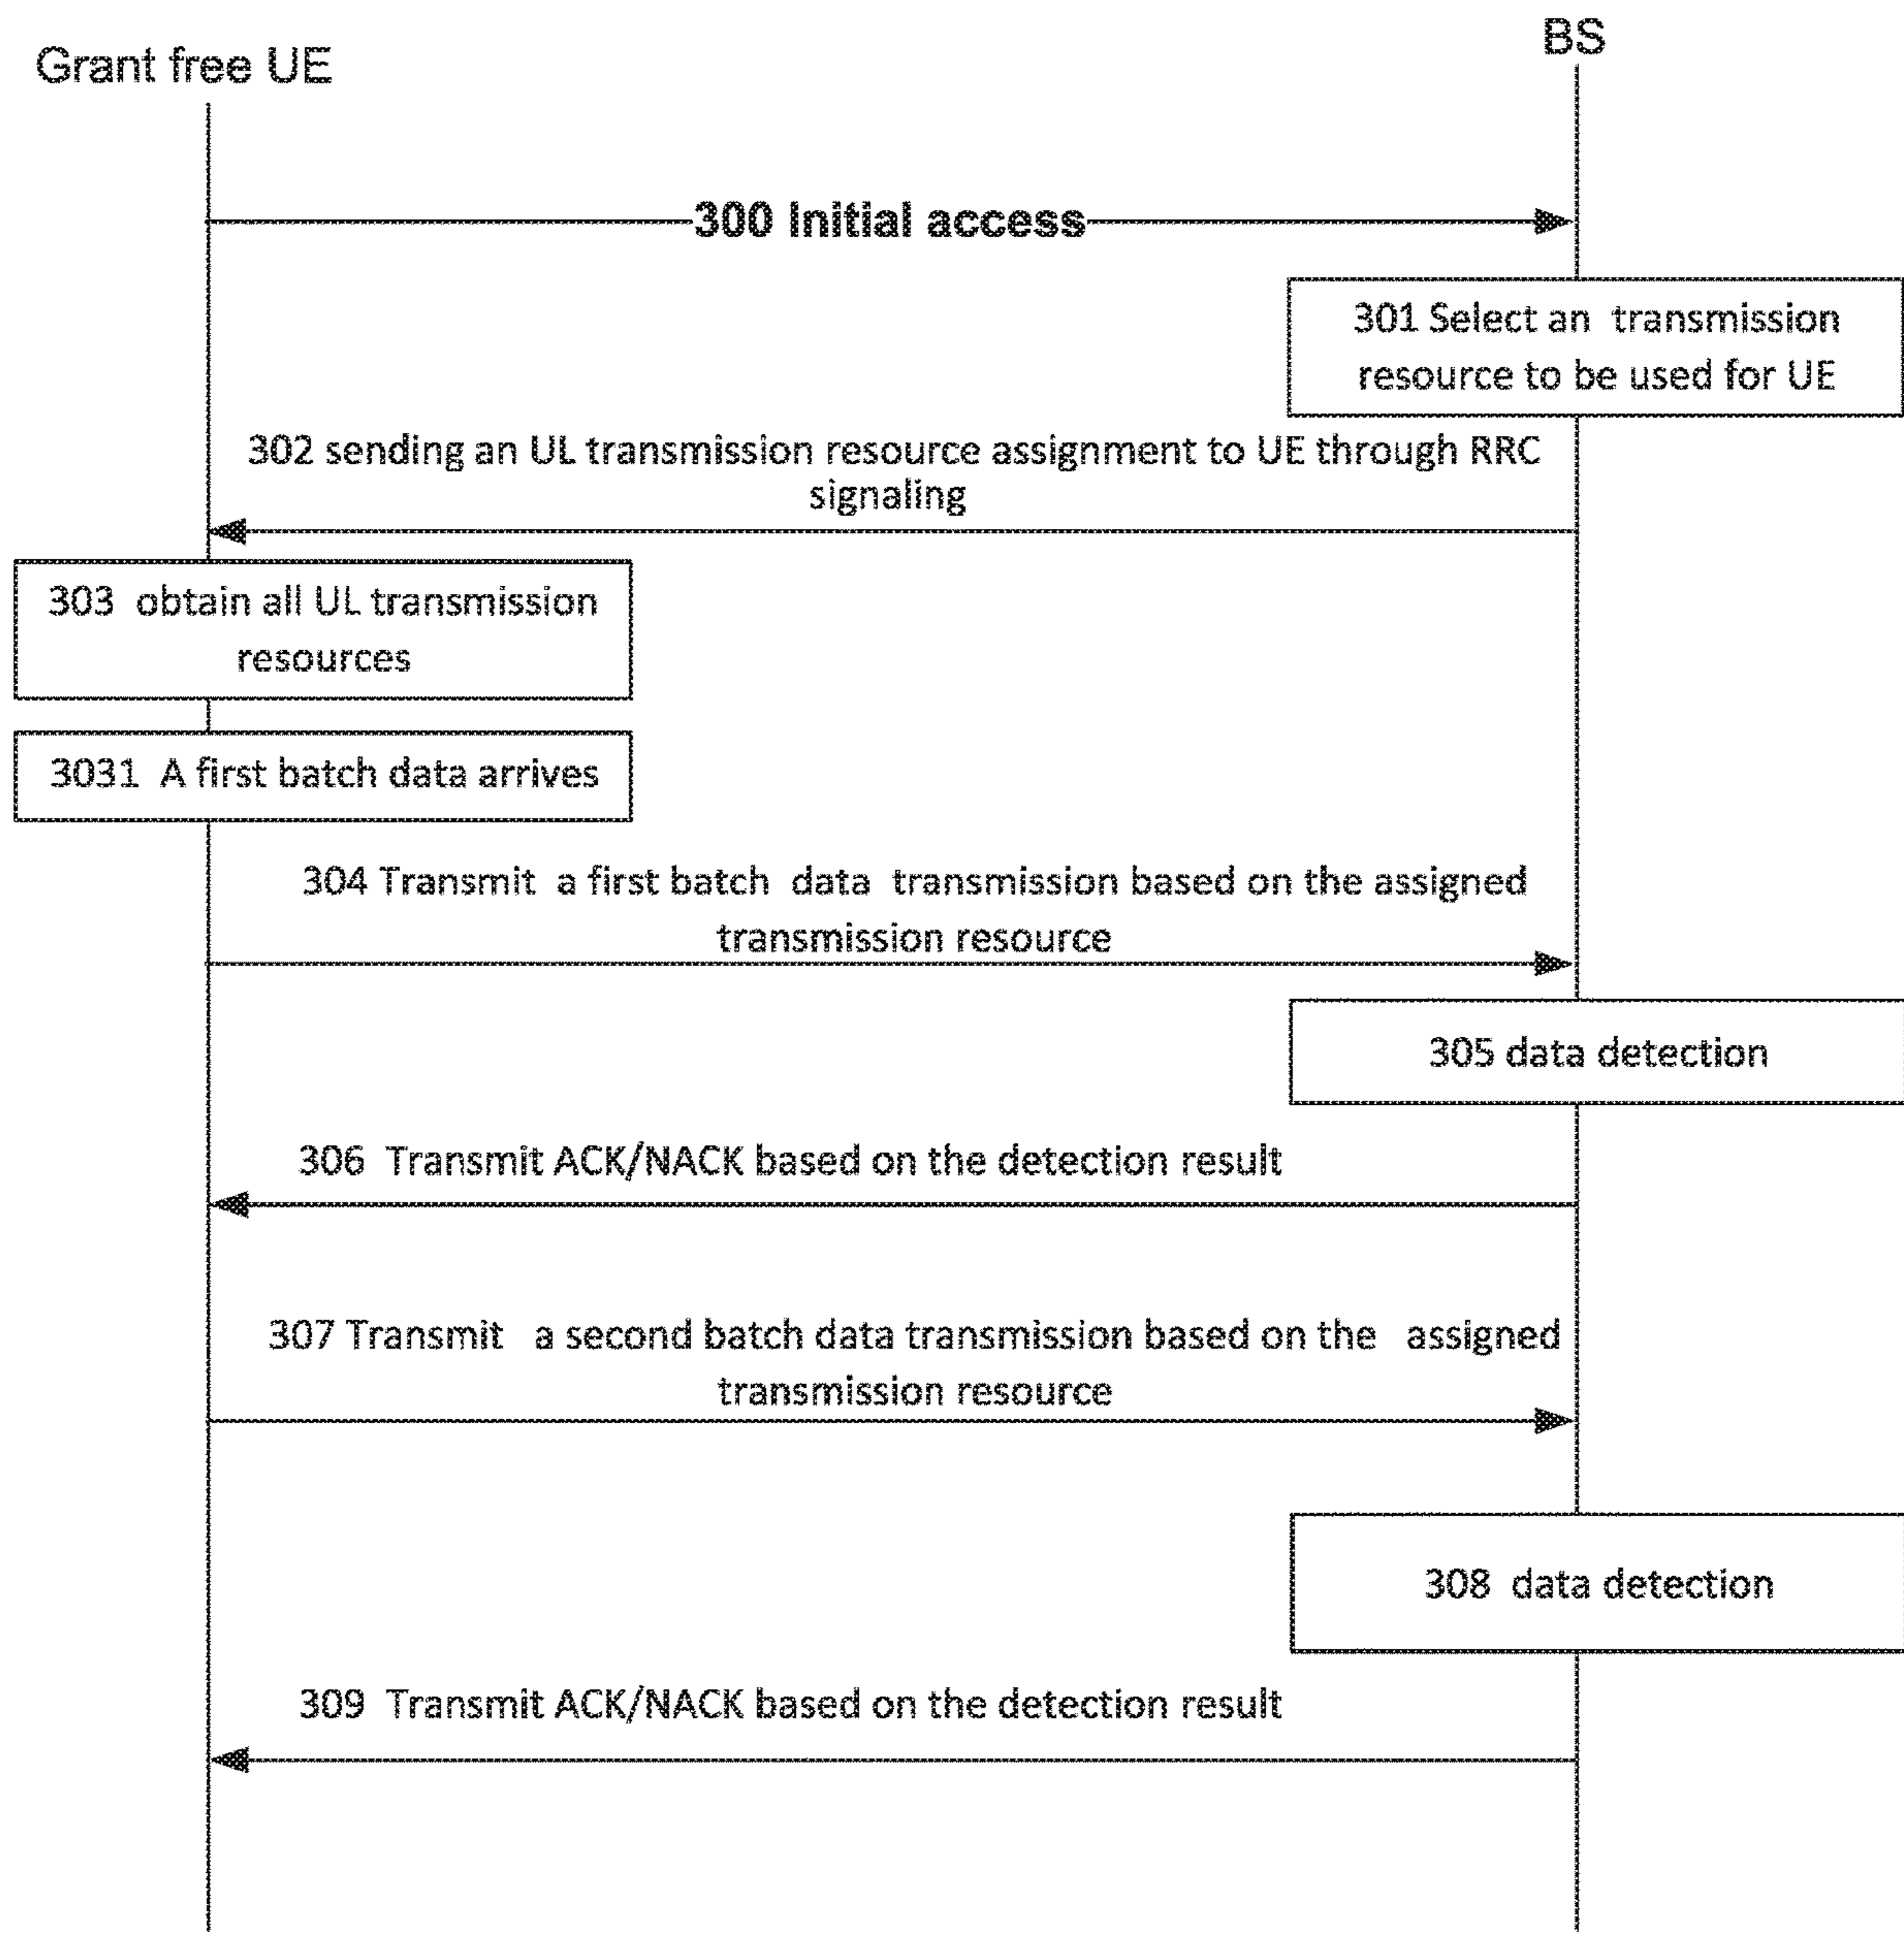 Grant free UE
BS
300 Initial access
301 Select an transmission
resource to be used for UE
302 sending an UL transmission resource assignment to UE through RRC
signaling
303 obtain all UL transmission
resources
3031 A first batch data arrives
304 Transmit a first batch data transmission based on the assigned
transmission resource
305 data detection
306 Transmit ACK/NACK based on the detection result
307 Transmit a second batch data transmission based on the assigned
transmission resource
308 data detection
309 Transmit ACK/NACK based on the detection result